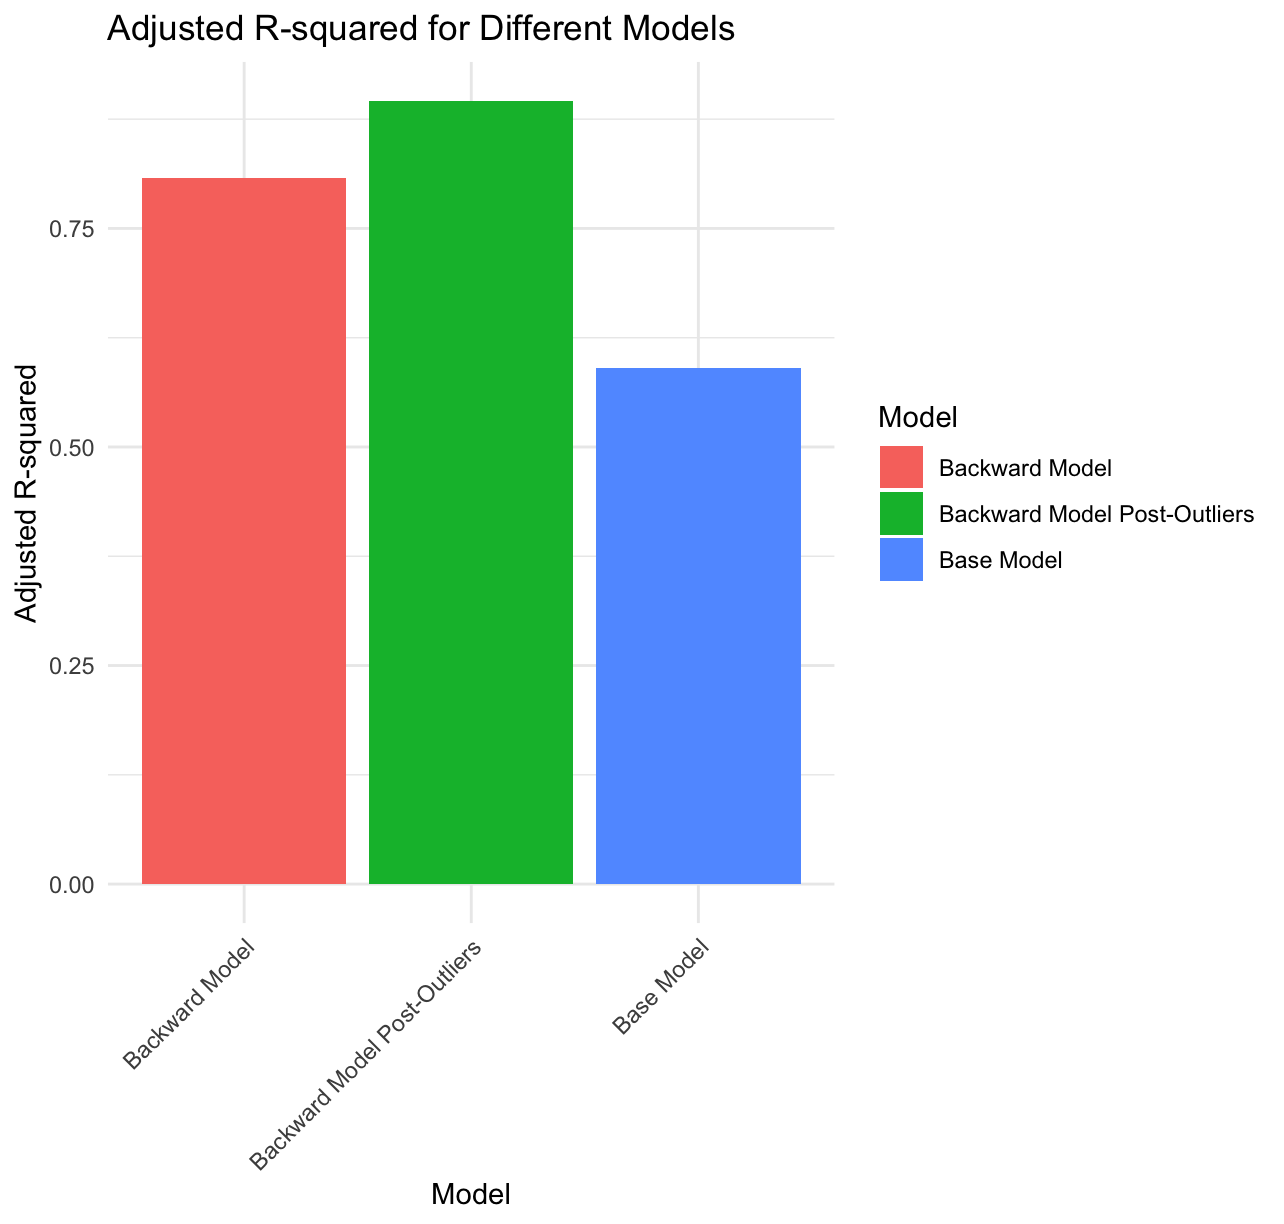 Adjusted R-squared for Different Models
Adjusted R-squared
0.75
0.50
0.25
0.00
Backward Model
Backward Model Post-Outliers
Base Model
Model
Model
Backward Model
Backward Model Post-Outliers
Base Model